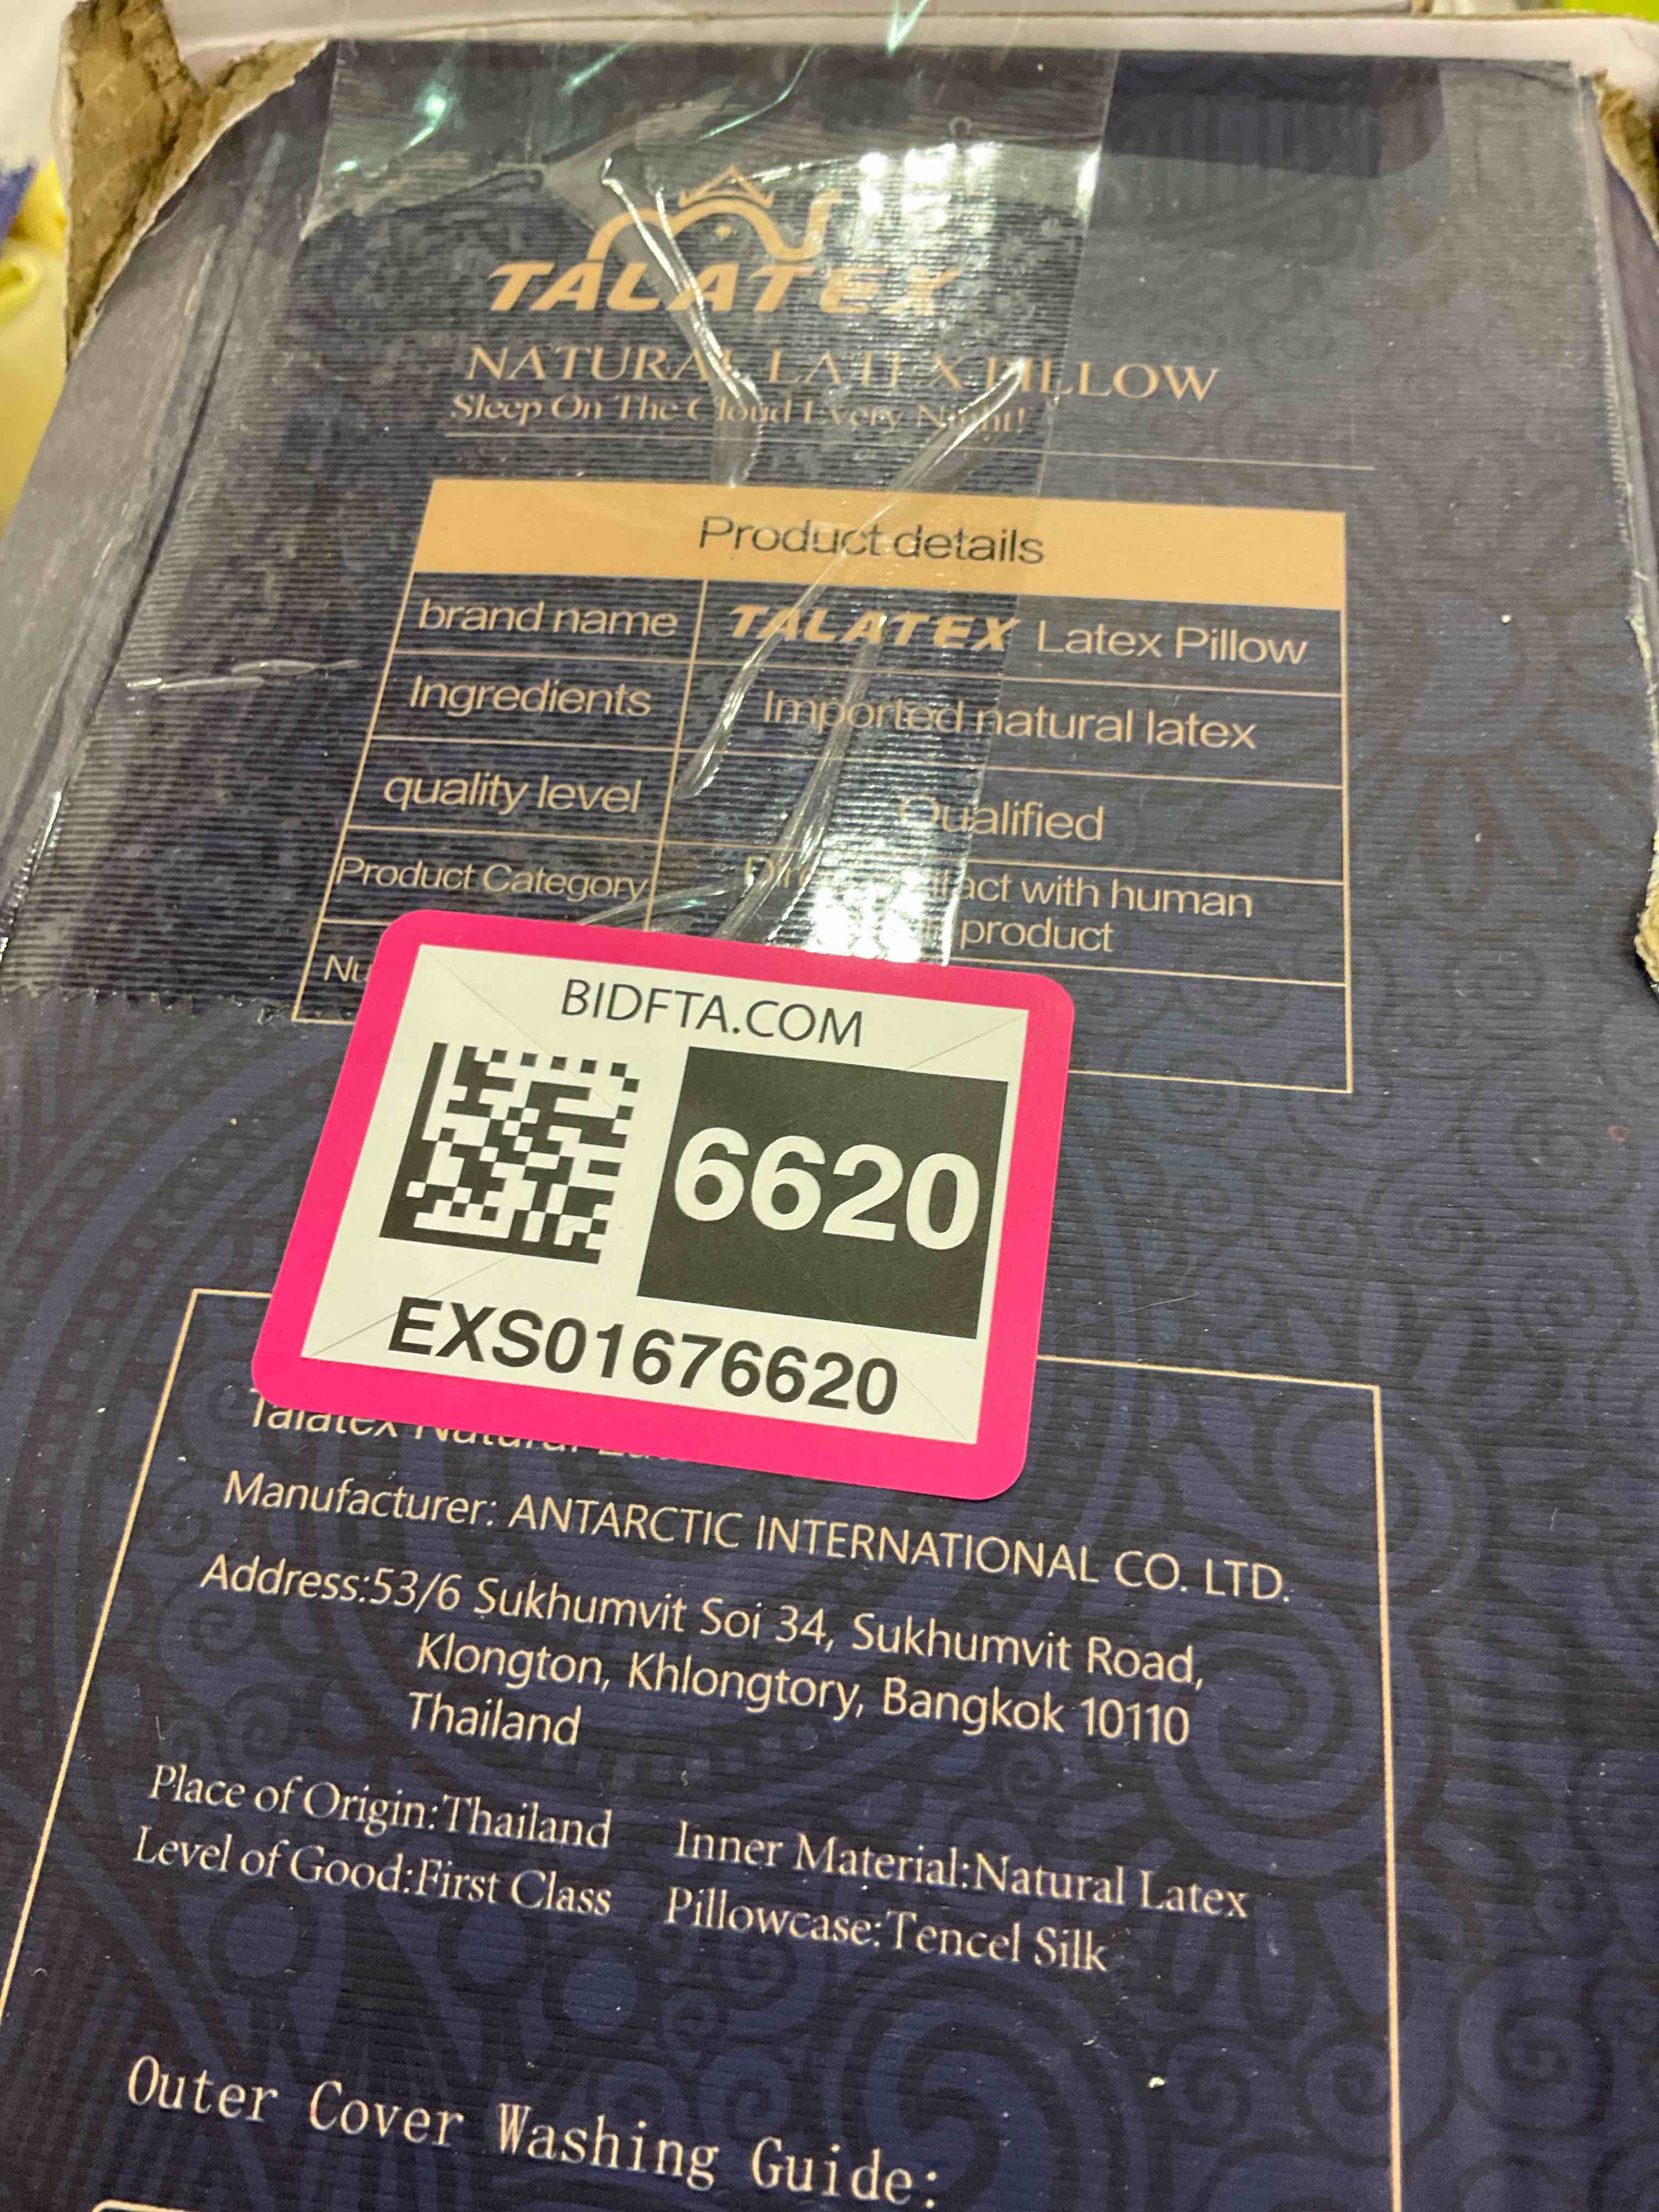 TALATEX
NATURAL LATEX PILLOW
Sleep On The Cloud Every Night!
Product details
brand name TALATEX Latex Pillow
Ingredients Imported natural latex
quality level Qualified
Product Category with human
product
BIDFTA.COM
6620
EXS01676620
Talatex Natural
Manufacturer: ANTARCTIC INTERNATIONAL CO. LTD.
Address:53/6 Sukhumvit Soi 34, Sukhumvit Road,
Klongton, Khlongtory, Bangkok 10110
Thailand
Place of Origin:Thailand Inner Material:Natural Latex
Level of Good:First Class Pillowcase:Tencel Silk
Outer Cover Washing Guide: